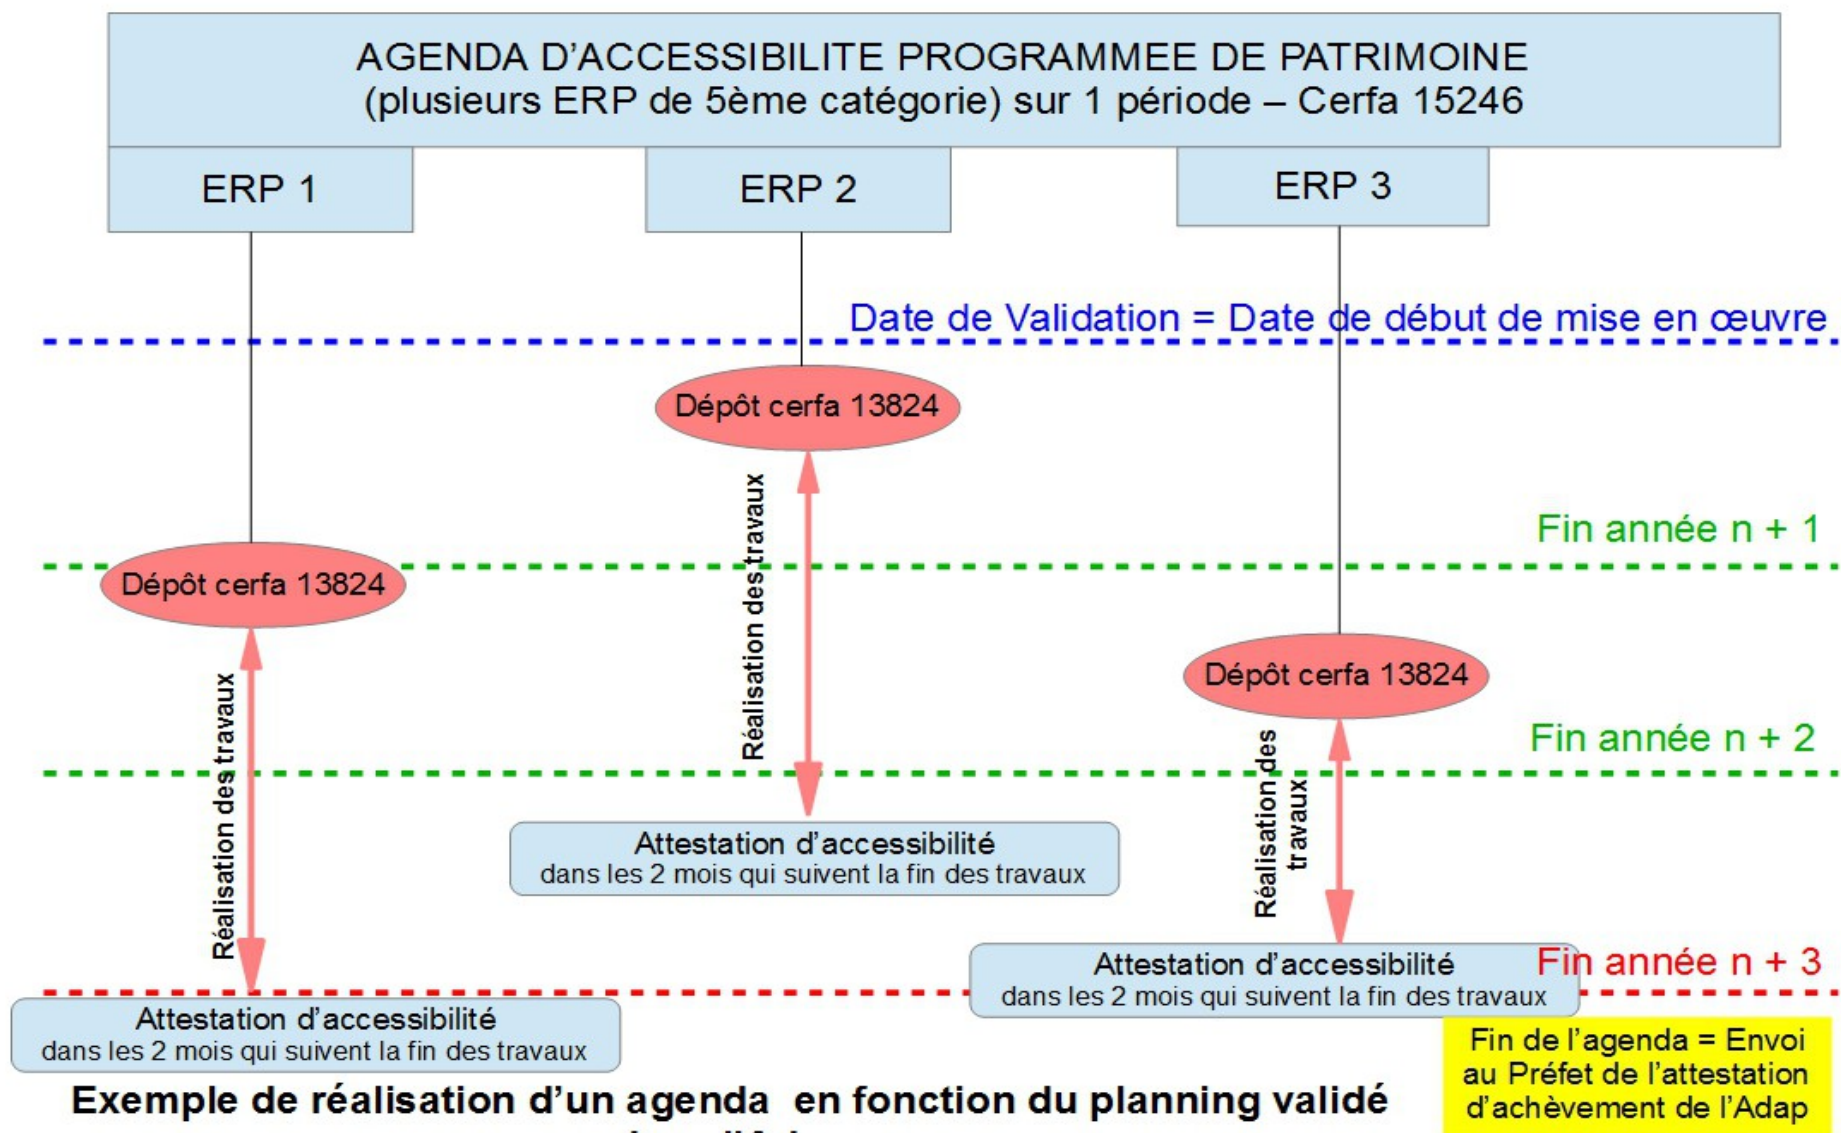 AGENDA D'ACCESSIBILITE PROGRAMMEE DE PATRIMOINE
(plusieurs ERP de 5ème catégorie) sur 1 période – Cerfa 15246
ERP 1
ERP 2
ERP 3
Date de Validation = Date de début de mise en œuvre
Dépôt cerfa 13824
Réalisation des travaux
Fin année n + 1
Dépôt cerfa 13824
Réalisation des travaux
Dépôt cerfa 13824
Fin année n + 2
Réalisation des
travaux
Attestation d'accessibilité
dans les 2 mois qui suivent la fin des travaux
Attestation d'accessibilité
dans les 2 mois qui suivent la fin des travaux
Fin année n + 3
Attestation d'accessibilité
dans les 2 mois qui suivent la fin des travaux
Fin de l'agenda = Envoi
au Préfet de l'attestation
d'achèvement de l'Adap
Exemple de réalisation d'un agenda en fonction du planning validé